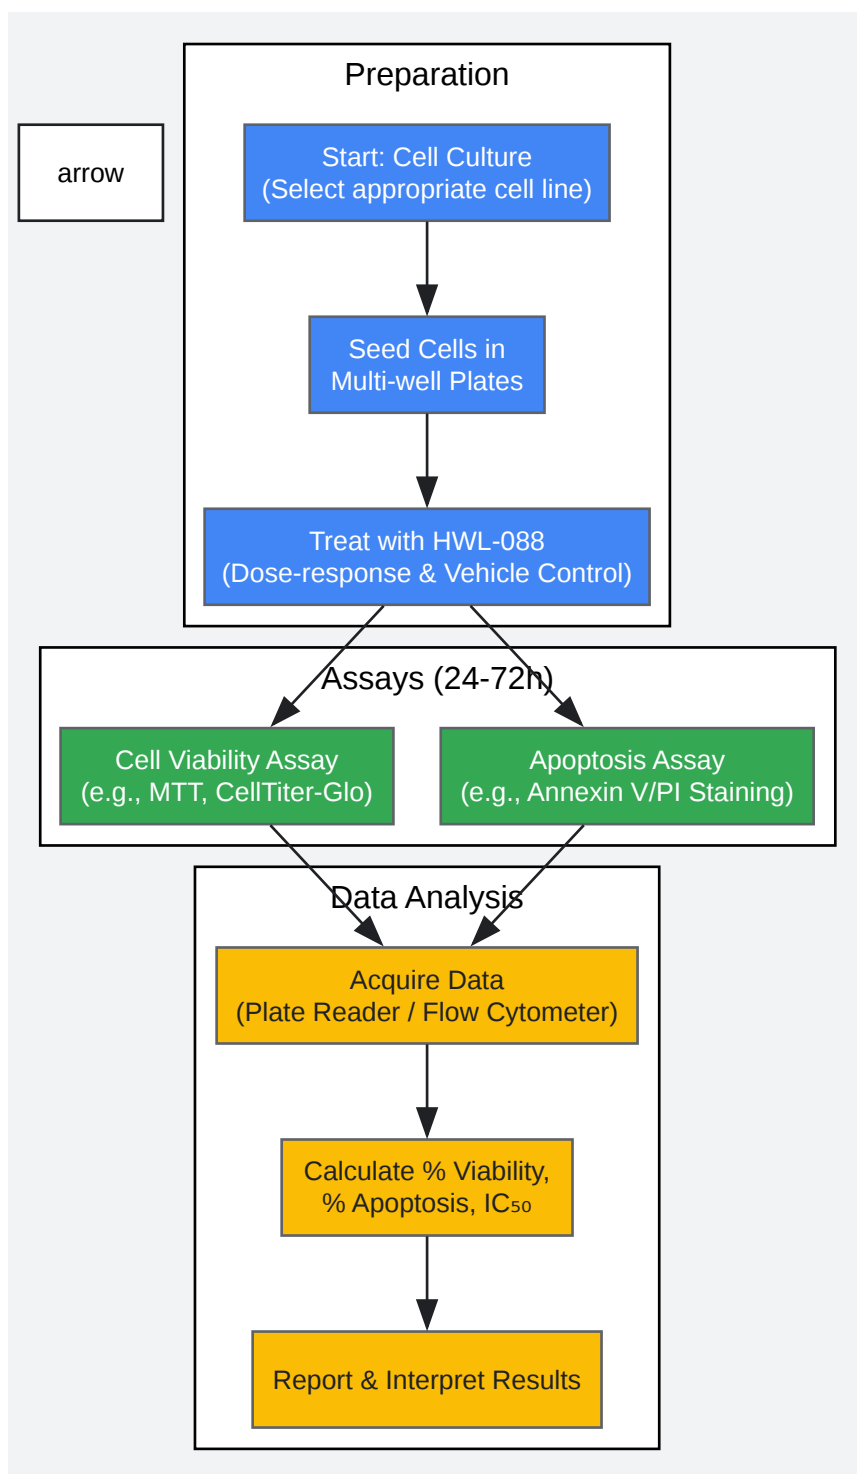 Preparation
arrow
Start: Cell Culture
(Select appropriate cell line)
Seed Cells in
Multi-well Plates
Treat with HWL-088
(Dose-response & Vehicle Control)
Assays (24-72h)
Cell Viability Assay
(e.g., MTT, CellTiter-Glo)
Apoptosis Assay
(e.g., Annexin V/PI Staining)
Data Analysis
Acquire Data
(Plate Reader / Flow Cytometer)
Calculate % Viability,
% Apoptosis, IC₅₀
Report & Interpret Results